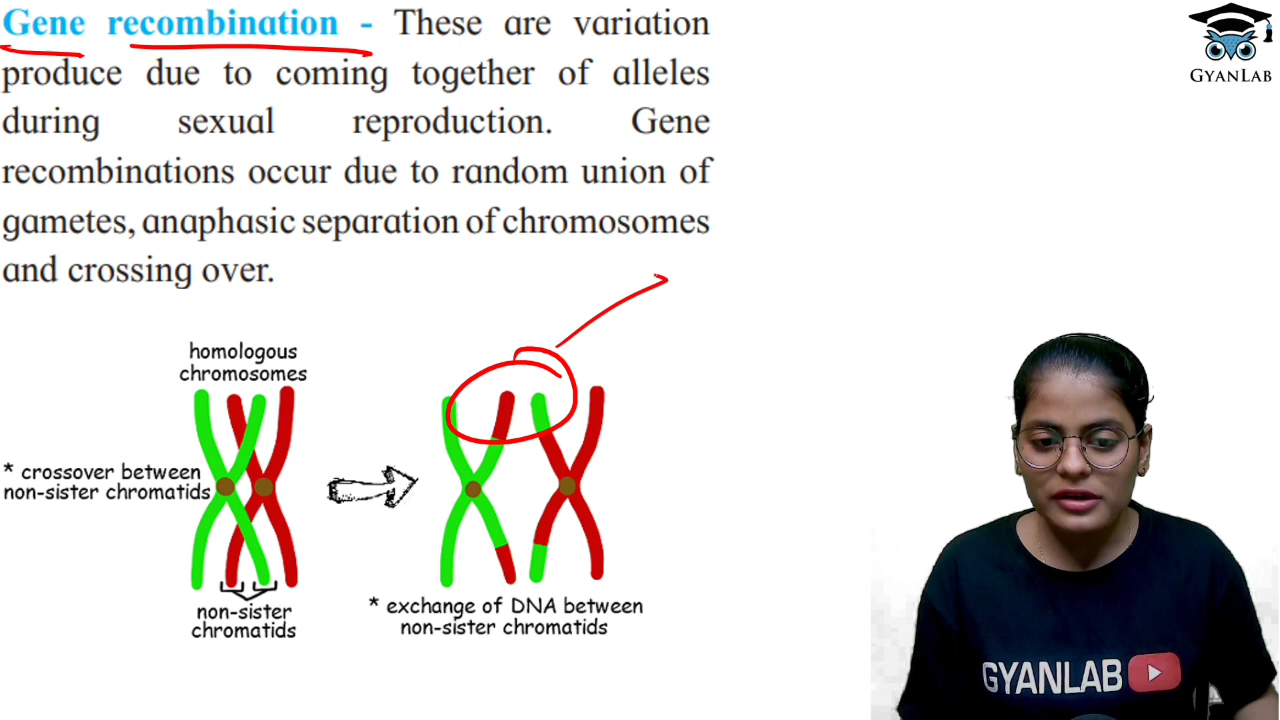 Gene recombination - These are variation
produce due to coming together of alleles
during sexual reproduction. Gene
recombinations occur due to random union of
gametes, anaphasic separation of chromosomes
and crossing over.
GYANLAB
homologous
chromosomes
* crossover between
non-sister chromatids
non-sister
chromatids
* exchange of DNA between
non-sister chromatids
GYANLAB